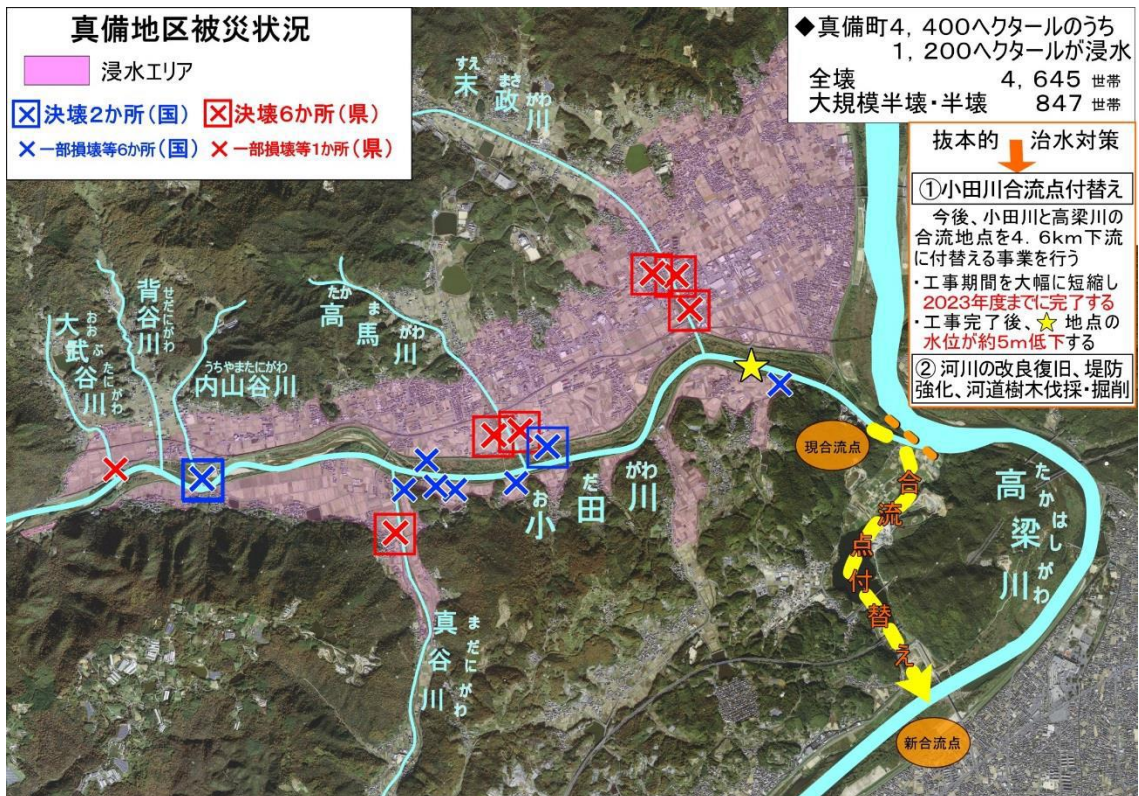 真備地区被災状況
浸水エリア
決壊2か所(国) 決壊6か所(県)
一部損壊等6か所(国) 一部損壊等1か所(県)
◆真備町4,400ヘクタールのうち
1,200ヘクタールが浸水
全壊 4,645 世帯
大規模半壊・半壊 847 世帯
抜本的 治水対策
①小田川合流点付替え
今後、小田川と高梁川の
合流地点を4.6km下流
に付替える事業を行う
・工事期間を大幅に短縮し
2023年度までに完了する
・工事完了後、☆地点の
水位が約5m低下する
②河川の改良復旧、堤防
強化、河道樹木伐採・掘削
すえ まさ がわ
末政川
たか ま がわ
高馬川
せだにがわ
背谷川
おおぶ たにがわ
大武谷川
うちやまたにがわ
内山谷川
お だ がわ
小田川
まだに がわ
真谷川
たかはしがわ
高梁川
現合流点
合流点付替え
新合流点